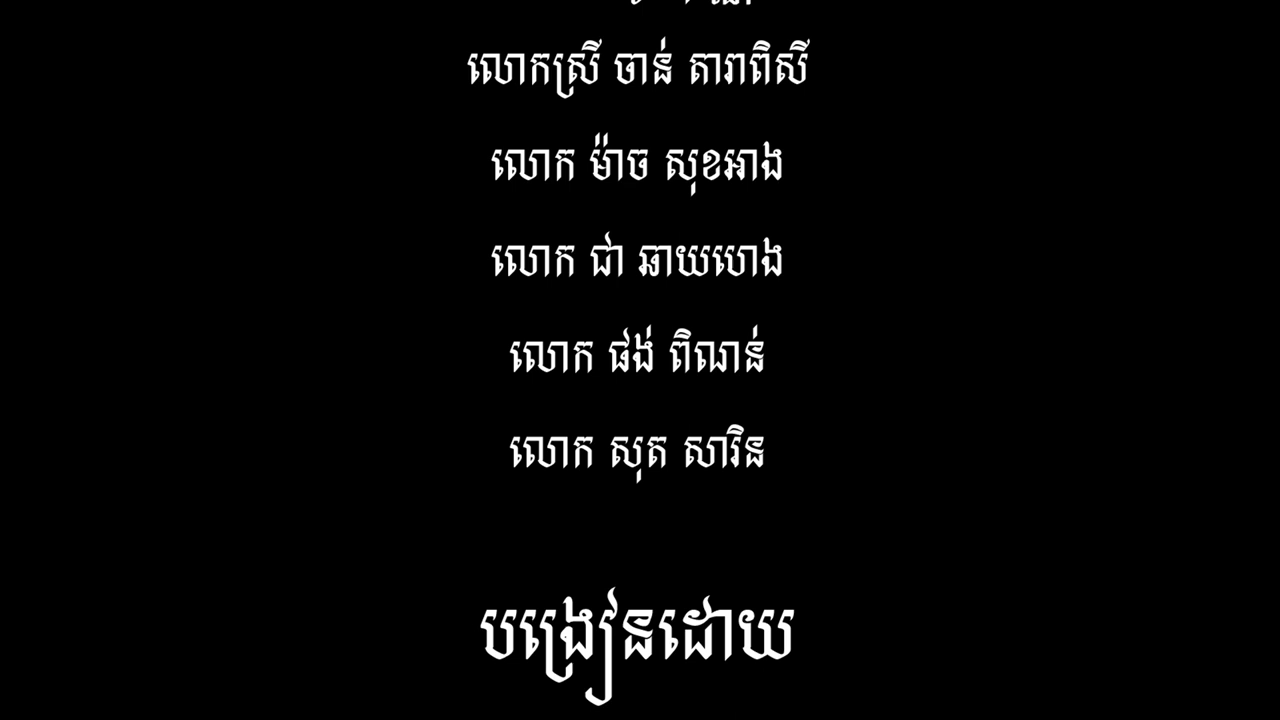 លោកស្រី ចាន់ តារាពិសី
លោក ម៉ាច សុខអាង
លោក ជា ឆាយហេង
លោក ផង់ ពិណន់
លោក សុត សារិន
បង្រៀនដោយ